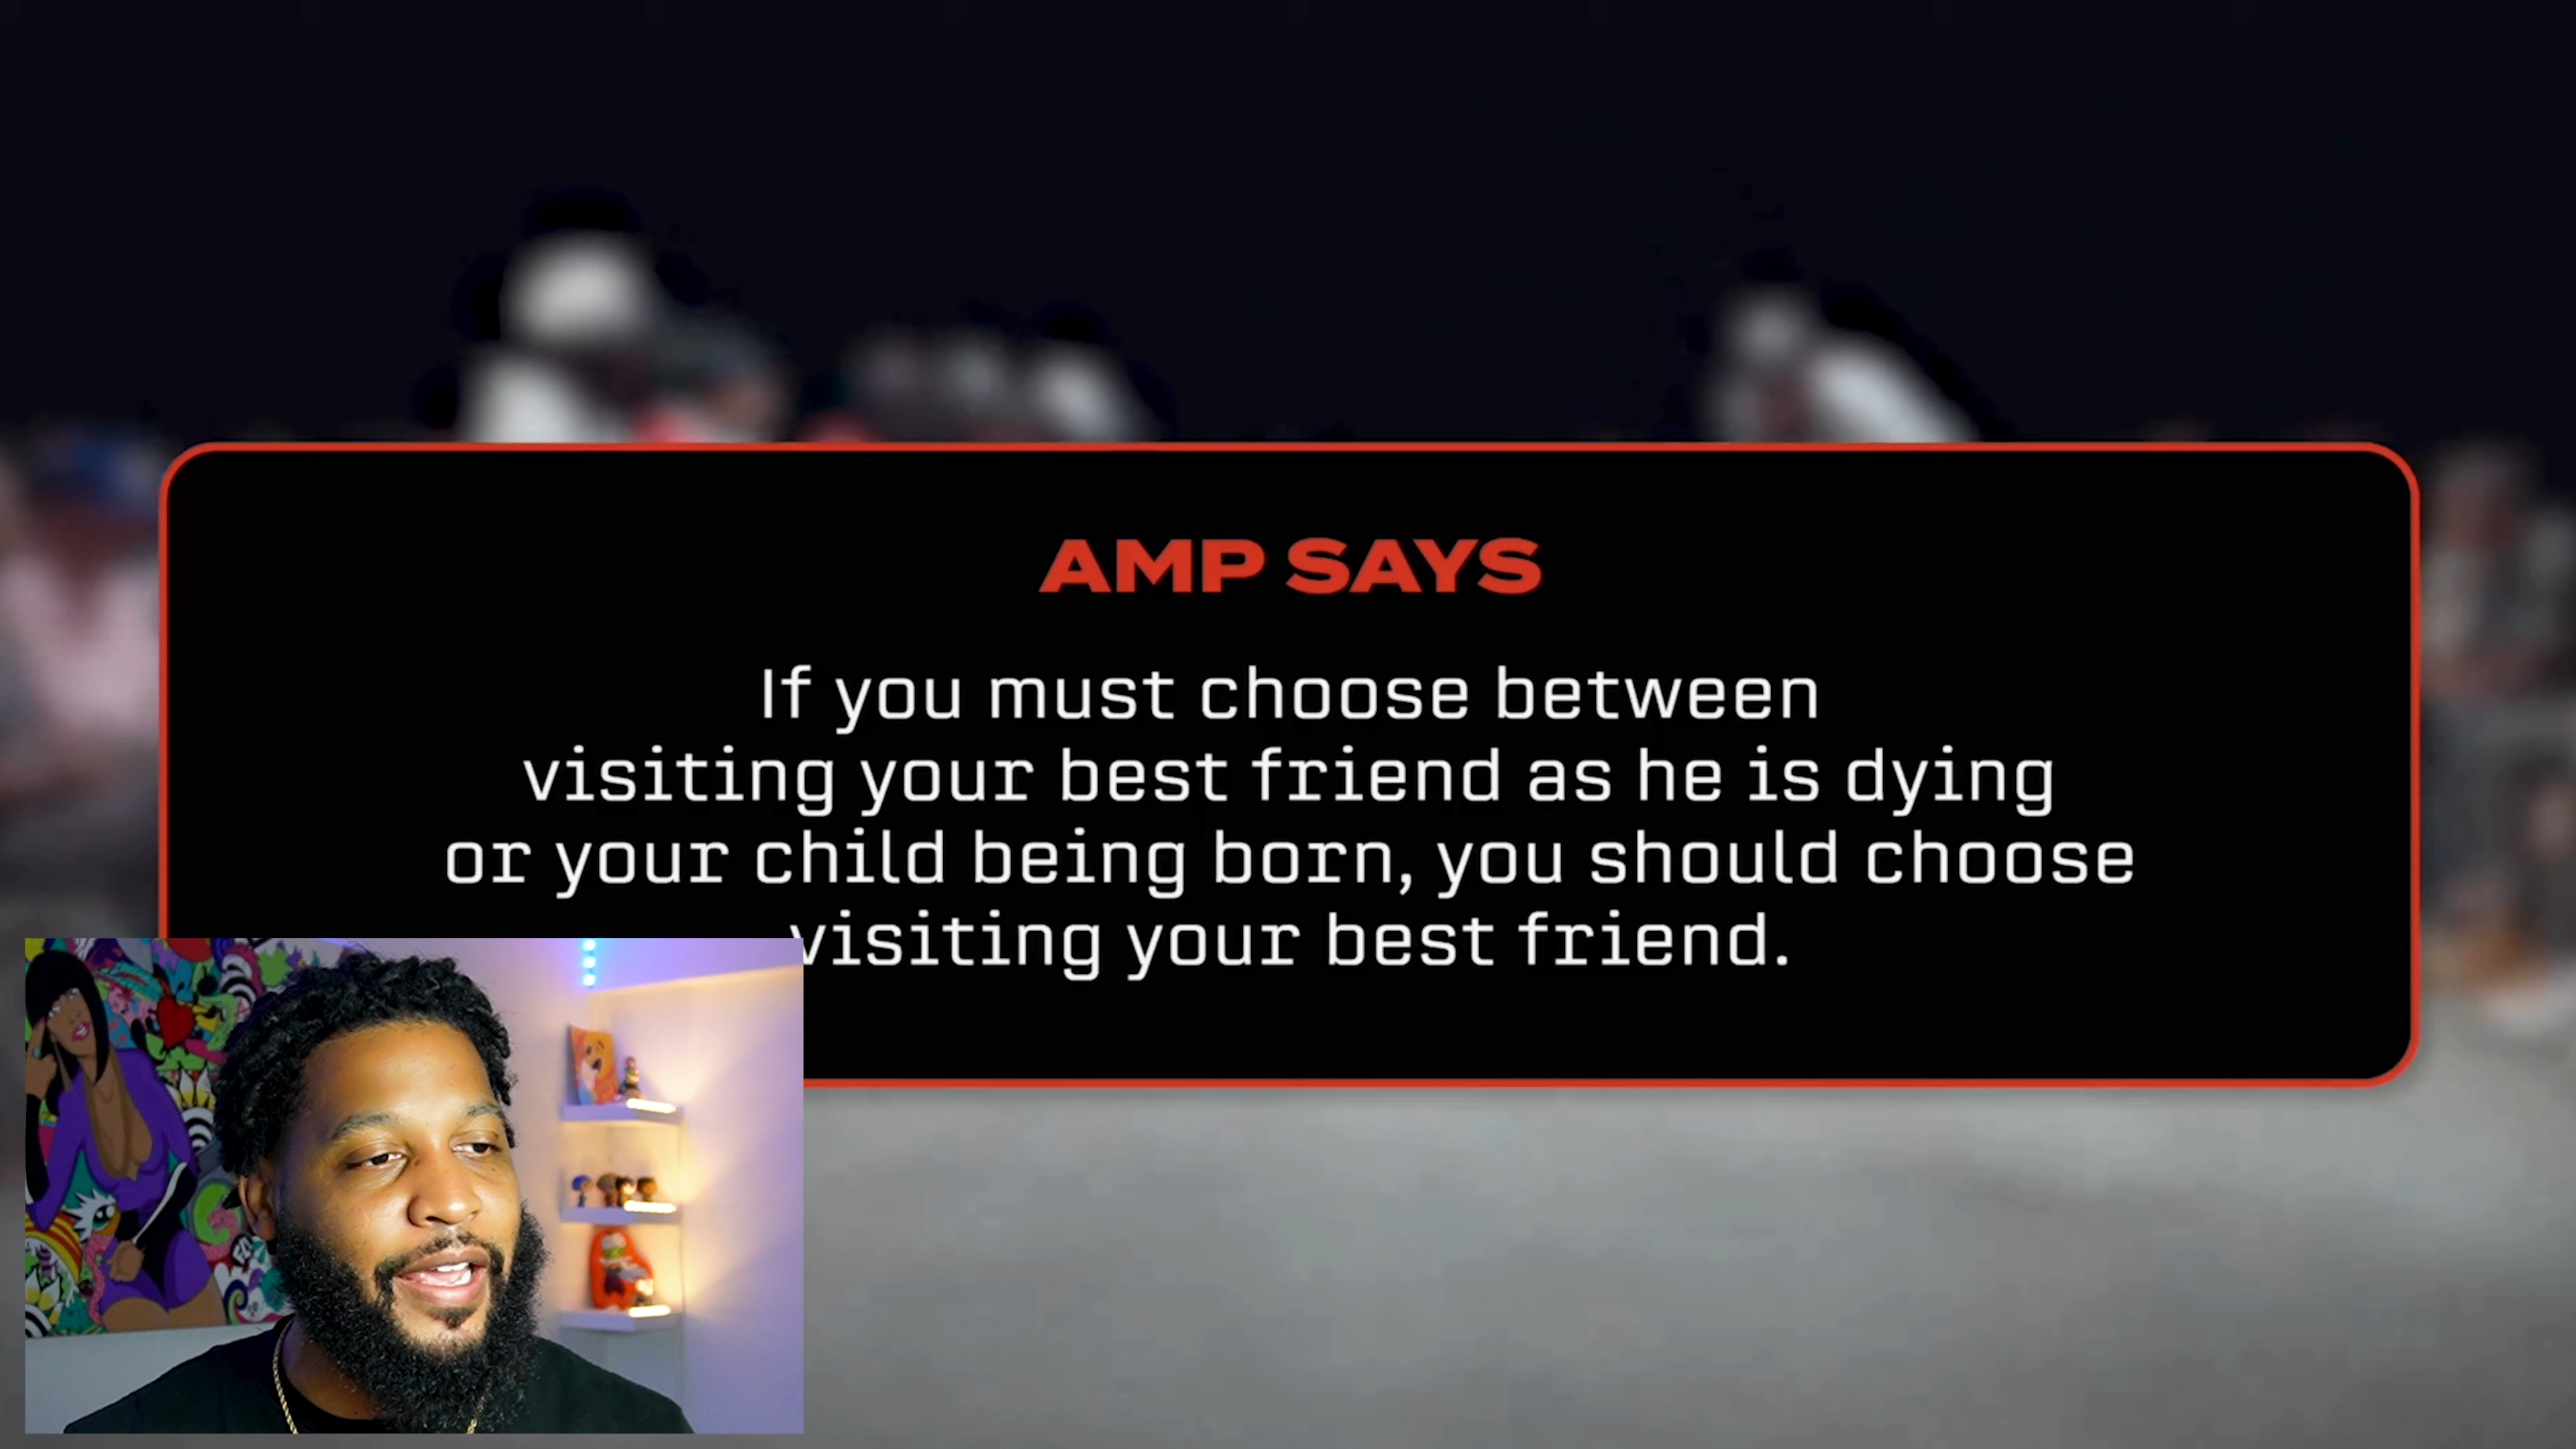 AMP SAYS
If you must choose between
visiting your best friend as he is dying
or your child being born, you should choose
visiting your best friend.